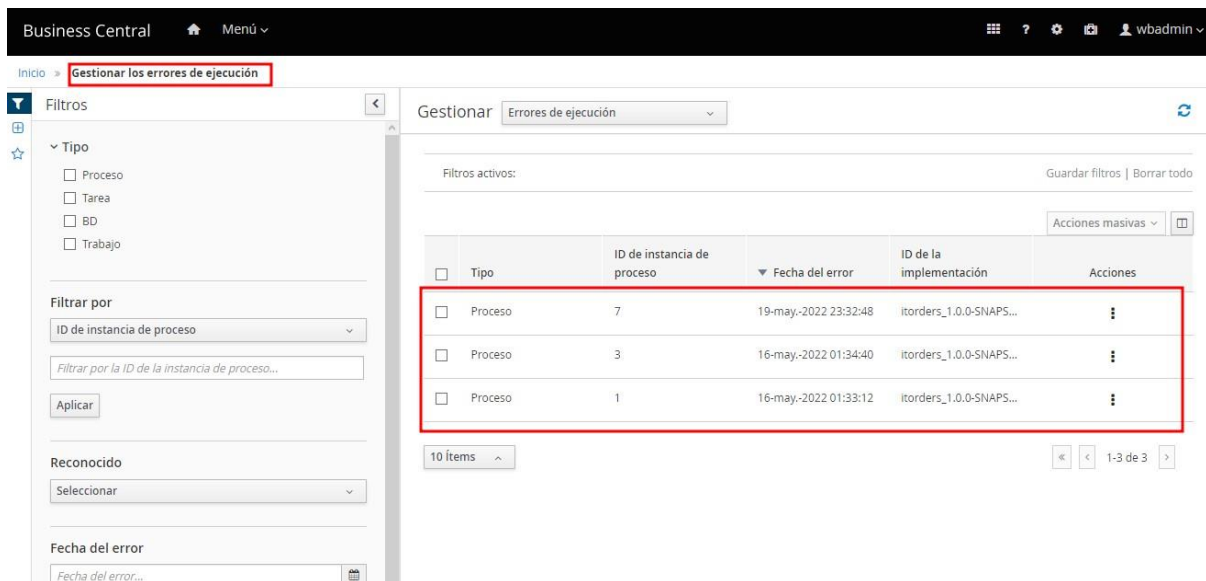 Business Central Menú ? wbadmin
Inicio » Gestionar los errores de ejecución
Filtros
Tipo
Proceso
Tarea
BD
Trabajo
Filtrar por
ID de instancia de proceso
Filtrar por la ID de la instancia de proceso...
Aplicar
Reconocido
Seleccionar
Fecha del error
Fecha del error...
Gestionar Errores de ejecución
Filtros activos: Guardar filtros | Borrar todo
Acciones masivas
Tipo ID de instancia de proceso Fecha del error ID de la implementación Acciones
Proceso 7 19-may.-2022 23:32:48 itorders_1.0.0-SNAPS...
Proceso 3 16-may.-2022 01:34:40 itorders_1.0.0-SNAPS...
Proceso 1 16-may.-2022 01:33:12 itorders_1.0.0-SNAPS...
10 Ítems « < 1-3 de 3 >